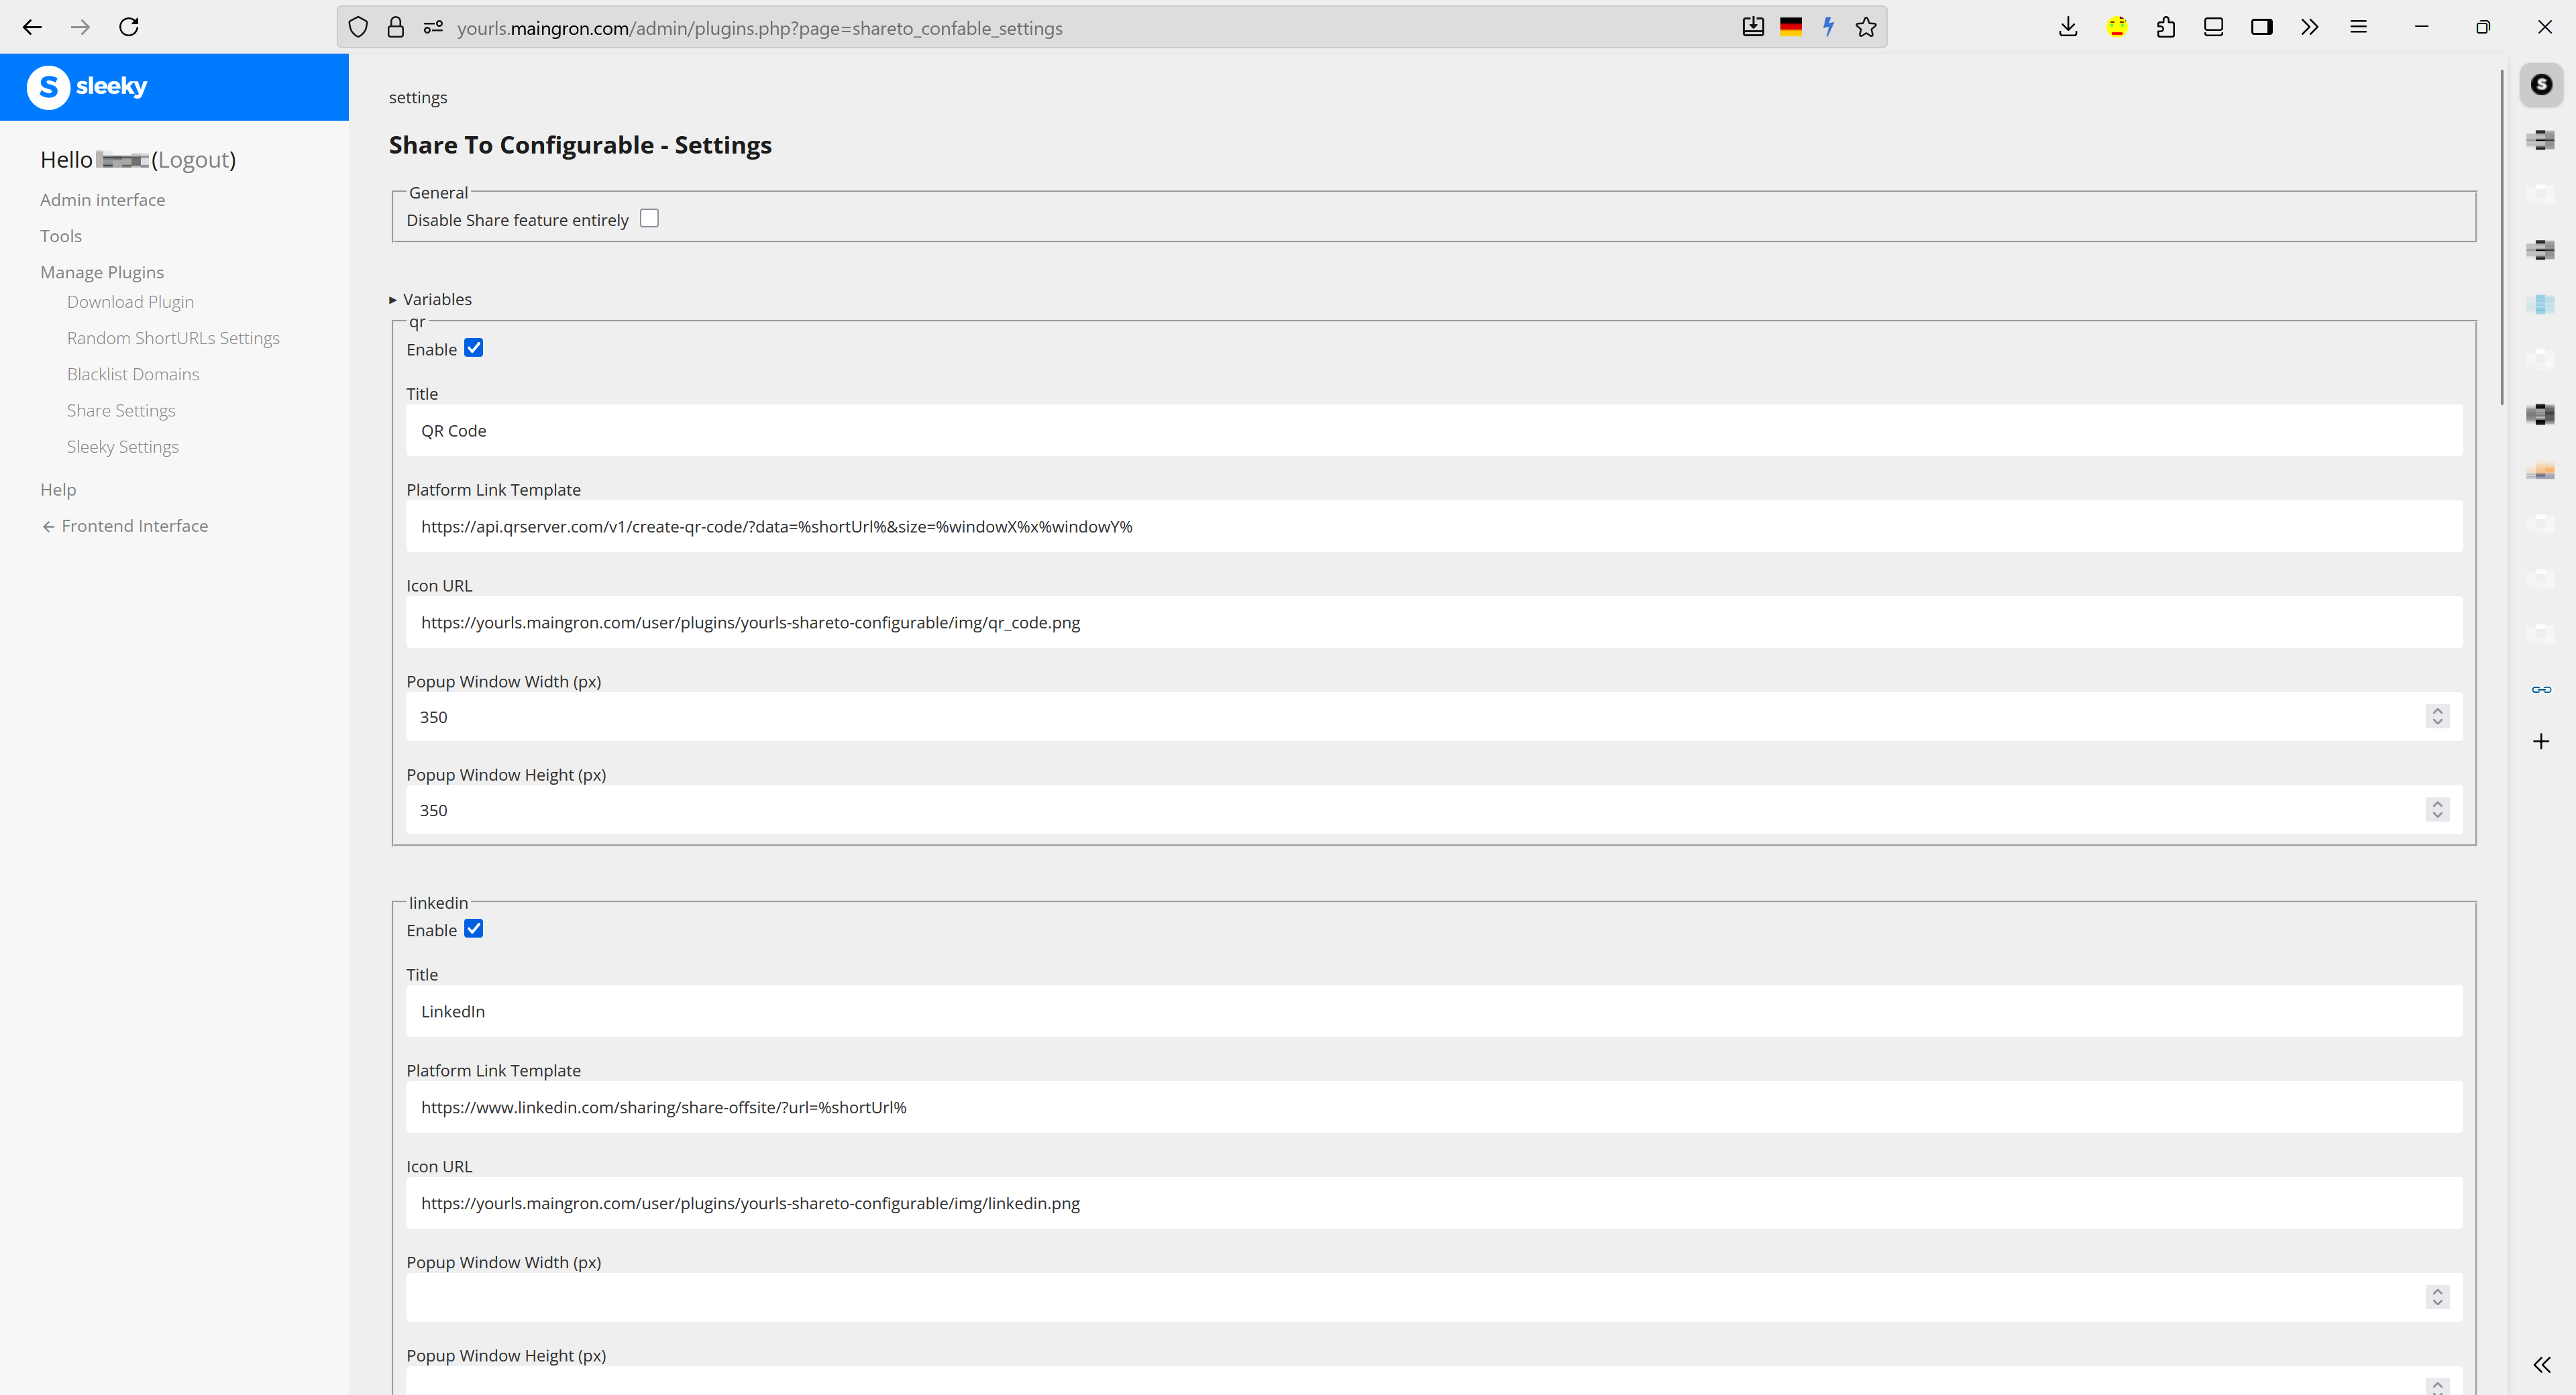 yourls.maingron.com/admin/plugins.php?page=shareto_confable_settings
S sleeky
Hello (Logout)
Admin interface
Tools
Manage Plugins
Download Plugin
Random ShortURLs Settings
Blacklist Domains
Share Settings
Sleeky Settings
Help
← Frontend Interface
settings
Share To Configurable - Settings
General
Disable Share feature entirely
▸ Variables
qr
Enable
Title
QR Code
Platform Link Template
https://api.qrserver.com/v1/create-qr-code/?data=%shortUrl%&size=%windowX%x%windowY%
Icon URL
https://yourls.maingron.com/user/plugins/yourls-shareto-configurable/img/qr_code.png
Popup Window Width (px)
350
Popup Window Height (px)
350
linkedin
Enable
Title
LinkedIn
Platform Link Template
https://www.linkedin.com/sharing/share-offsite/?url=%shortUrl%
Icon URL
https://yourls.maingron.com/user/plugins/yourls-shareto-configurable/img/linkedin.png
Popup Window Width (px)
Popup Window Height (px)
S